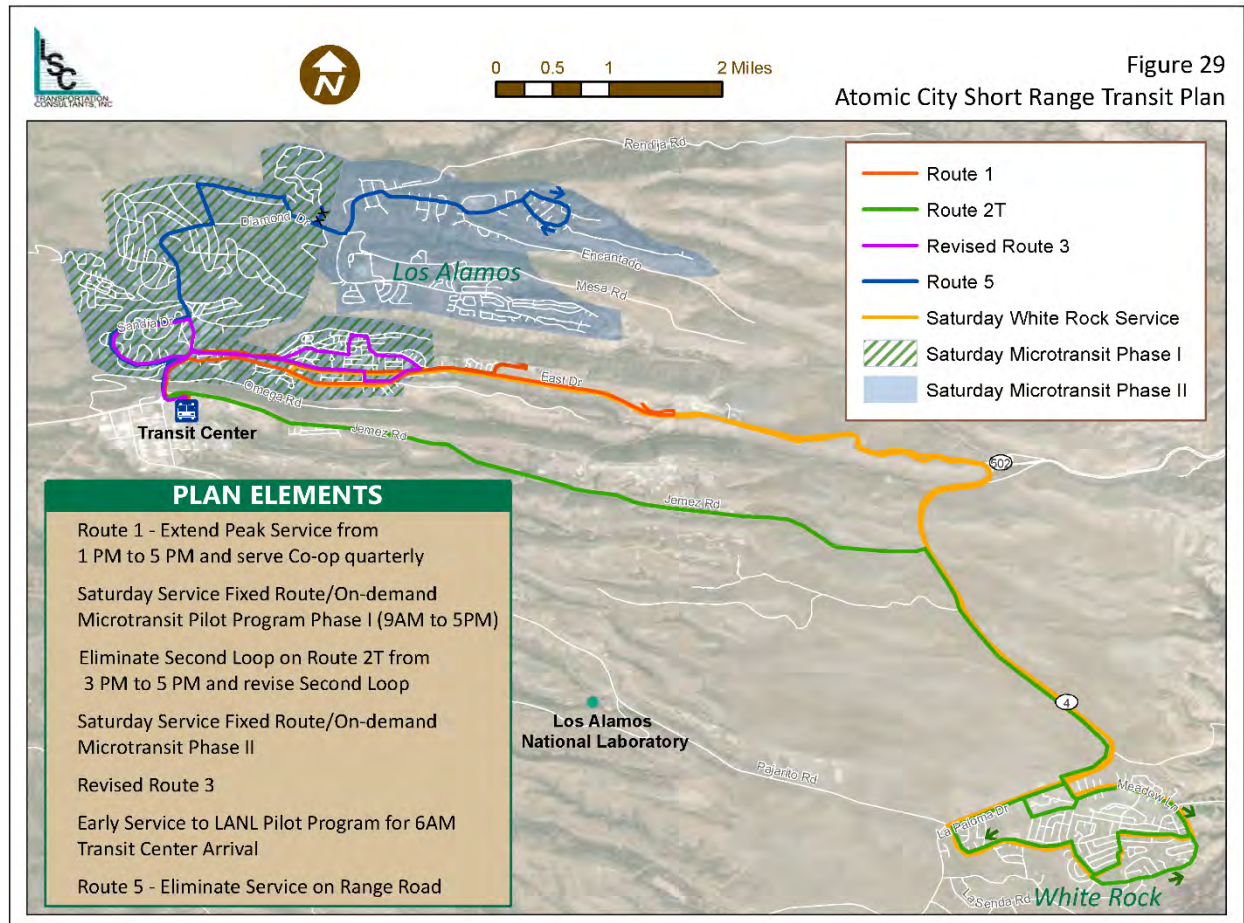 LSC
TRANSPORTATION
CONSULTANTS, INC
N
0 0.5 1 2 Miles
Figure 29
Atomic City Short Range Transit Plan
Route 1
Route 2T
Revised Route 3
Route 5
Saturday White Rock Service
Saturday Microtransit Phase I
Saturday Microtransit Phase II
Rendija Rd
Diamond Dr
XX
Encantado
Los Alamos
Mesa Rd
Sandia Dr
East Dr
Omega Rd
Transit Center
Jemez Rd
502
Jemez Rd
4
Los Alamos
National Laboratory
Pajarito Rd
Meadow Ln
La Paloma Dr
La Senda Rd
White Rock
PLAN ELEMENTS
Route 1 - Extend Peak Service from
1 PM to 5 PM and serve Co-op quarterly
Saturday Service Fixed Route/On-demand
Microtransit Pilot Program Phase I (9AM to 5PM)
Eliminate Second Loop on Route 2T from
3 PM to 5 PM and revise Second Loop
Saturday Service Fixed Route/On-demand
Microtransit Phase II
Revised Route 3
Early Service to LANL Pilot Program for 6AM
Transit Center Arrival
Route 5 - Eliminate Service on Range Road